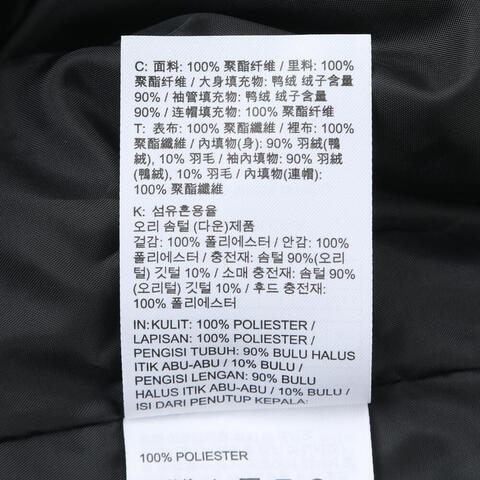 C: 面料: 100% 聚酯纤维 / 里料: 100%
聚酯纤维 / 大身填充物: 鸭绒 绒子含量
90% / 袖管填充物: 鸭绒 绒子含量
90% / 连帽填充物: 100% 聚酯纤维
T: 表布: 100% 聚酯纖維 / 裡布: 100%
聚酯纖維 / 內填物(身): 90% 羽絨(鴨
絨), 10% 羽毛 / 袖內填物: 90% 羽絨
(鴨絨), 10% 羽毛 / 內填物(連帽):
100% 聚酯纖維
K: 섬유혼용율
오리 솜털 (다운)제품
겉감: 100% 폴리에스터 / 안감: 100%
폴리에스터 / 충전재: 솜털 90%(오리
털) 깃털 10% / 소매 충전재: 솜털 90%
(오리털) 깃털 10% / 후드 충전재:
100% 폴리에스터
IN:KULIT: 100% POLIESTER /
LAPISAN: 100% POLIESTER /
PENGISI TUBUH: 90% BULU HALUS
ITIK ABU-ABU / 10% BULU /
PENGISI LENGAN: 90% BULU
HALUS ITIK ABU-ABU / 10% BULU /
ISI DARI PENUTUP KEPALA:
100% POLIESTER